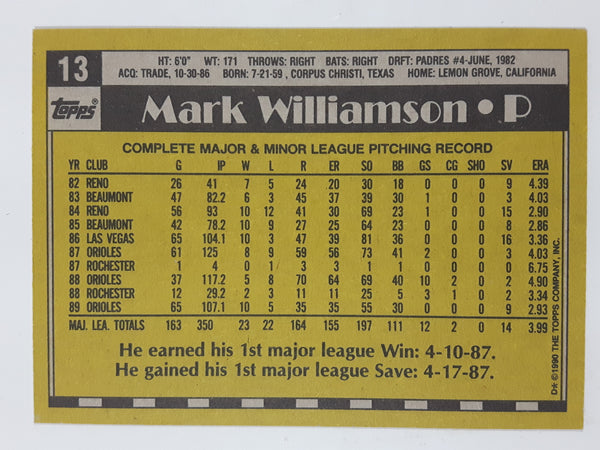 13
HT: 6'0" WT: 171 THROWS: RIGHT BATS: RIGHT DRFT: PADRES #4-JUNE, 1982
ACQ: TRADE, 10-30-86 BORN: 7-21-59, CORPUS CHRISTI, TEXAS HOME: LEMON GROVE, CALIFORNIA
Topps®
Mark Williamson • P
COMPLETE MAJOR & MINOR LEAGUE PITCHING RECORD
YR CLUB G IP W L R ER SO BB GS CG SHO SV ERA
82 RENO 26 41 7 5 24 20 30 18 0 0 0 9 4.39
83 BEAUMONT 47 82.2 6 3 45 37 39 30 1 0 0 3 4.03
84 RENO 56 93 10 12 41 30 69 23 1 0 0 15 2.90
85 BEAUMONT 42 78.2 10 9 27 25 64 23 0 0 0 8 2.86
86 LAS VEGAS 65 104.1 10 3 47 39 81 36 0 0 0 16 3.36
87 ORIOLES 61 125 8 9 59 56 73 41 2 0 0 3 4.03
87 ROCHESTER 1 4 0 1 3 3 3 1 0 0 0 0 6.75
88 ORIOLES 37 117.2 5 8 70 64 69 40 10 2 0 2 4.90
88 ROCHESTER 12 29.2 2 3 11 11 25 5 3 1 0 2 3.34
89 ORIOLES 65 107.1 10 5 35 35 55 30 0 0 0 9 2.93
MAJ. LEA. TOTALS 163 350 23 22 164 155 197 111 12 2 0 14 3.99
He earned his 1st major league Win: 4-10-87.
He gained his 1st major league Save: 4-17-87.
D* ©1990 THE TOPPS COMPANY, INC.